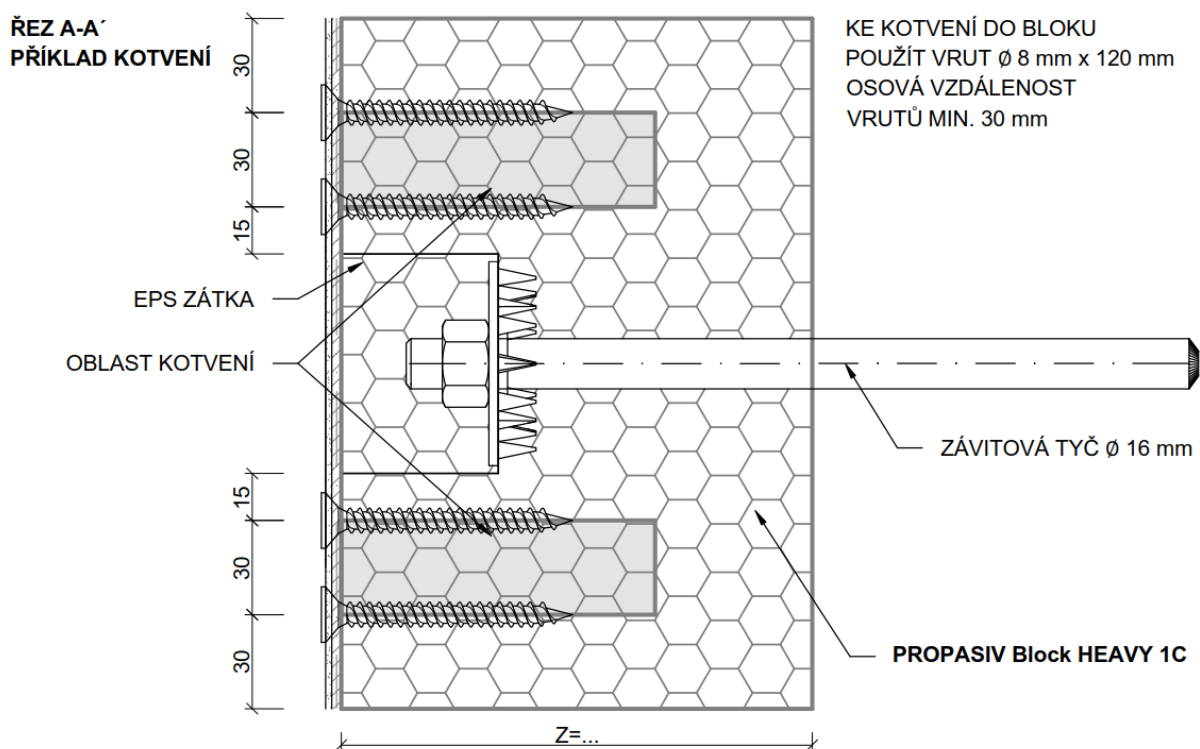 ŘEZ A-A´
PŘÍKLAD KOTVENÍ
KE KOTVENÍ DO BLOKU
POUŽÍT VRUT Ø 8 mm x 120 mm
OSOVÁ VZDÁLENOST
VRUTŮ MIN. 30 mm
30
30
15
EPS ZÁTKA
OBLAST KOTVENÍ
ZÁVITOVÁ TYČ Ø 16 mm
15
30
30
PROPASIV Block HEAVY 1C
Z=...